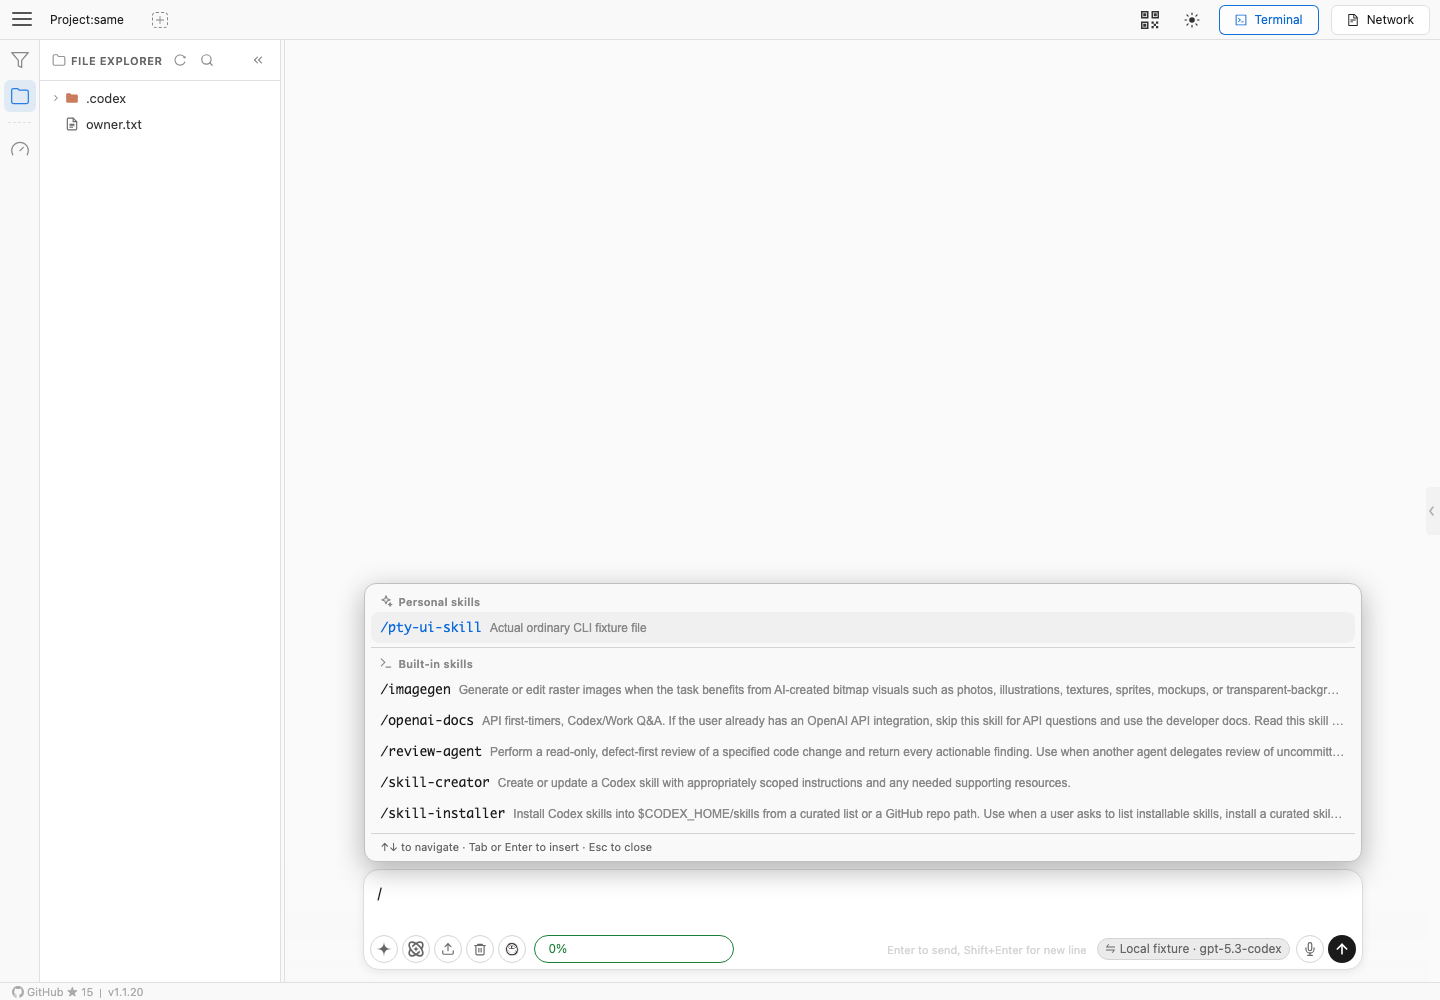 Project:same
Terminal
Network
FILE EXPLORER
.codex
owner.txt
Personal skills
/pty-ui-skill Actual ordinary CLI fixture file
Built-in skills
/imagegen Generate or edit raster images when the task benefits from AI-created bitmap visuals such as photos, illustrations, textures, sprites, mockups, or transparent-backgr…
/openai-docs API first-timers, Codex/Work Q&A. If the user already has an OpenAI API integration, skip this skill for API questions and use the developer docs. Read this skill …
/review-agent Perform a read-only, defect-first review of a specified code change and return every actionable finding. Use when another agent delegates review of uncommitt…
/skill-creator Create or update a Codex skill with appropriately scoped instructions and any needed supporting resources.
/skill-installer Install Codex skills into $CODEX_HOME/skills from a curated list or a GitHub repo path. Use when a user asks to list installable skills, install a curated skil…
↑↓ to navigate · Tab or Enter to insert · Esc to close
/
0%
Enter to send, Shift+Enter for new line
Local fixture · gpt-5.3-codex
GitHub ★ 15 | v1.1.20